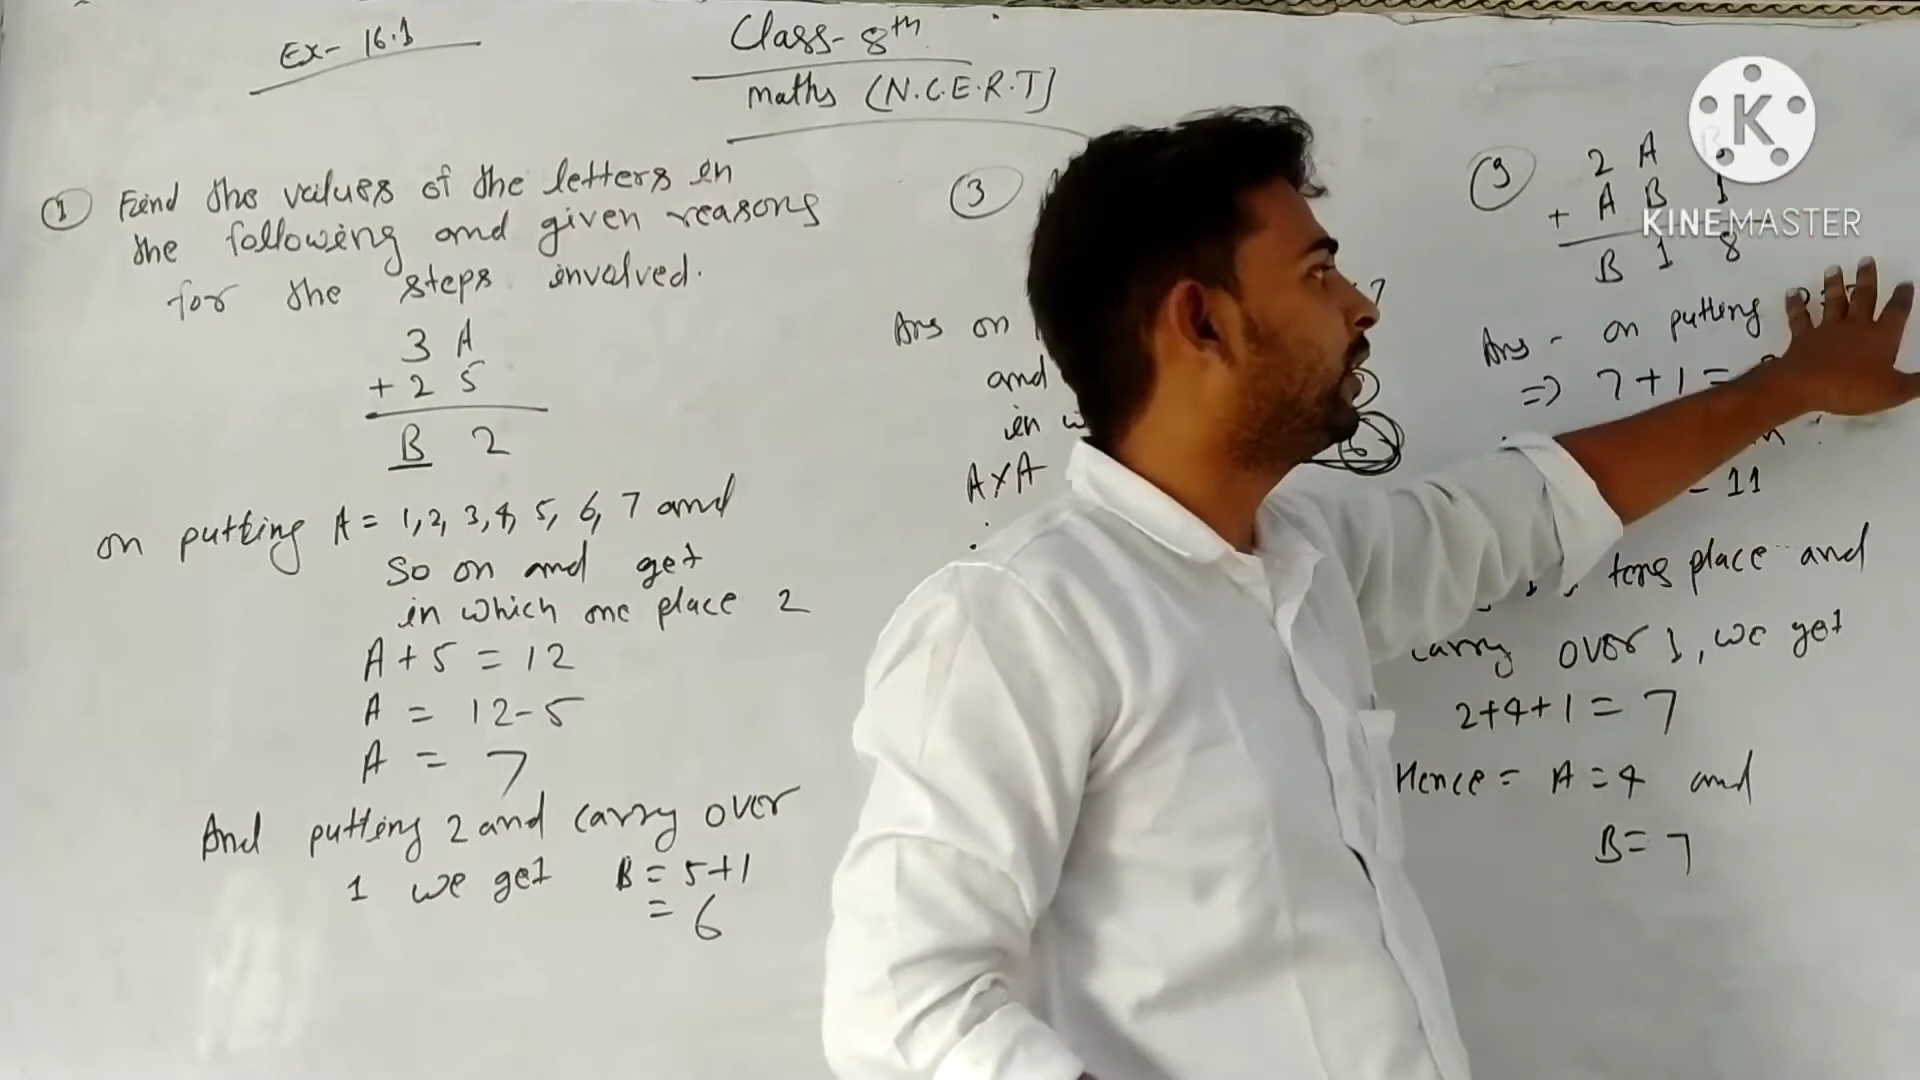 Ex- 16.1
Class- 8th
maths (N.C.E.R.T)
1 Find the values of the letters in
the following and given reasons
for the steps involved.
3 A
+ 2 5
B 2
on putting A = 1, 2, 3, 4, 5, 6, 7 and
so on and get
in which one place 2
A + 5 = 12
A = 12 - 5
A = 7
And putting 2 and carry over
1 we get B = 5+1
= 6
3
7
Ans on
and
in
A×A
6
9
2 A
+ A B 1
B 1 8
Ans - on putting
=> 7 + 1 =
= 11
tens place and
carry over 1, we get
2+4+1 = 7
Hence = A = 4 and
B = 7
K
KINEMASTER